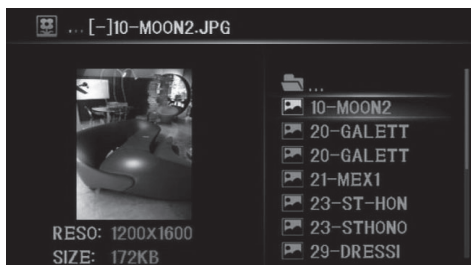 ... [-]10-MOON2.JPG
...
10-MOON2
20-GALETT
20-GALETT
21-MEX1
23-ST-HON
23-STHONO
29-DRESSI
RESO: 1200X1600
SIZE: 172KB